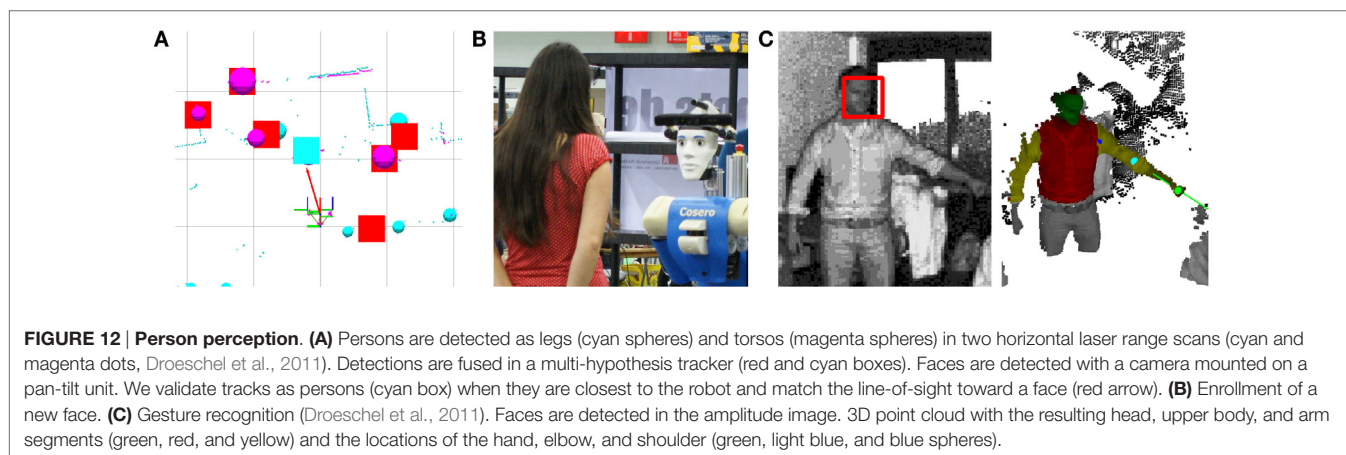 A
B
C
ata de
Cosero
FIGURE 12 | Person perception. (A) Persons are detected as legs (cyan spheres) and torsos (magenta spheres) in two horizontal laser range scans (cyan and
magenta dots, Droeschel et al., 2011). Detections are fused in a multi-hypothesis tracker (red and cyan boxes). Faces are detected with a camera mounted on a
pan-tilt unit. We validate tracks as persons (cyan box) when they are closest to the robot and match the line-of-sight toward a face (red arrow). (B) Enrollment of a
new face. (C) Gesture recognition (Droeschel et al., 2011). Faces are detected in the amplitude image. 3D point cloud with the resulting head, upper body, and arm
segments (green, red, and yellow) and the locations of the hand, elbow, and shoulder (green, light blue, and blue spheres).